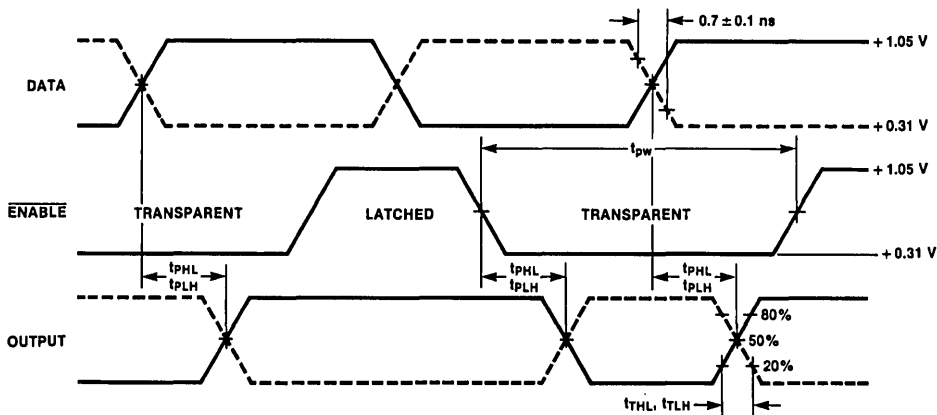 0.7 ± 0.1 ns
+ 1.05 V
DATA
+ 0.31 V
tpw
+ 1.05 V
ENABLE
TRANSPARENT
LATCHED
TRANSPARENT
+ 0.31 V
tPHL
tPLH
tPHL
tPLH
tPHL
tPLH
80%
OUTPUT
50%
20%
tTHL, tTLH